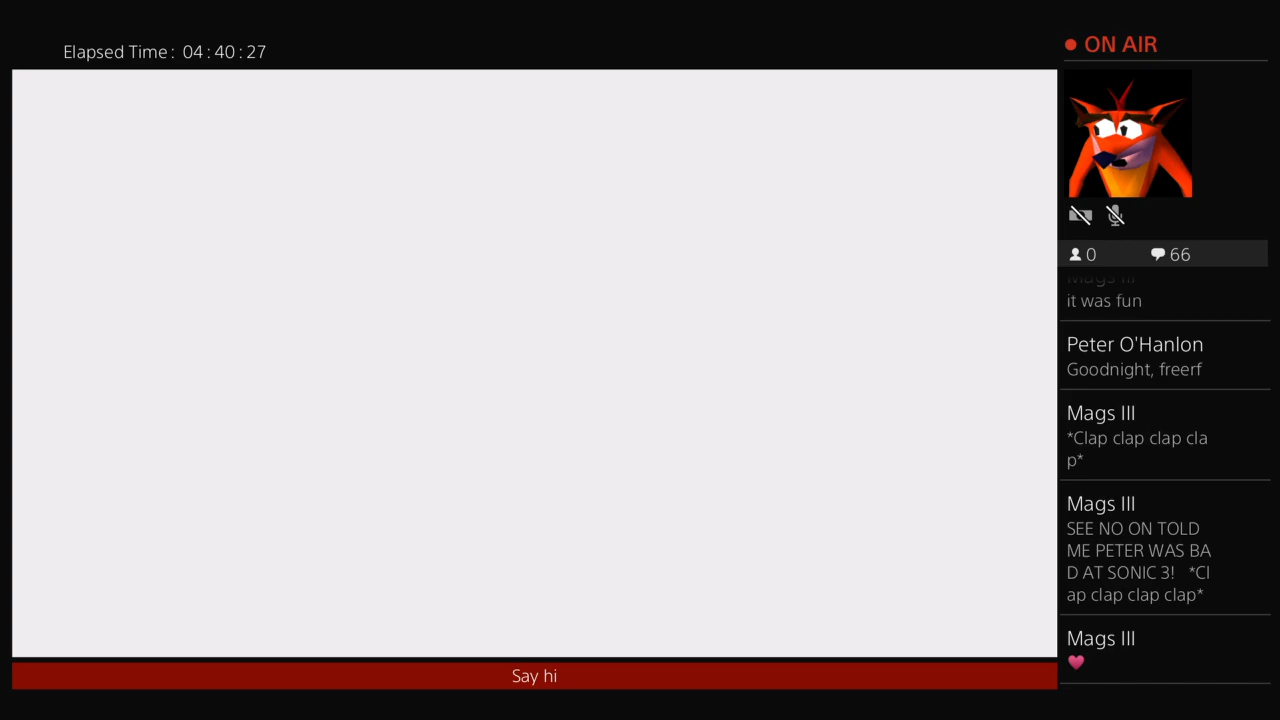 Elapsed Time: 04:40:27
ON AIR
0
66
Mags III
it was fun
Peter O'Hanlon
Goodnight, freerf
Mags III
*Clap clap clap cla
p*
Mags III
SEE NO ON TOLD
ME PETER WAS BA
D AT SONIC 3! *Cl
ap clap clap clap*
Mags III
Say hi